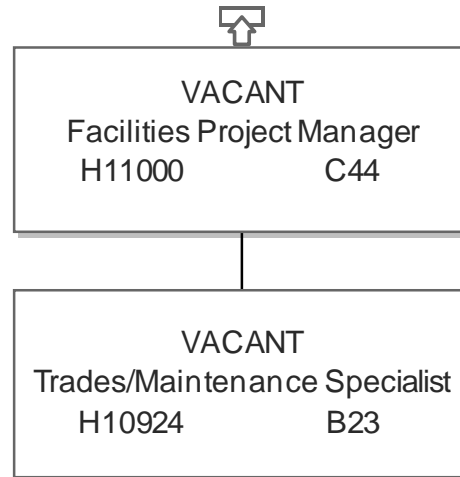 VACANT
Facilities Project Manager
H11000 C44
VACANT
Trades/Maintenance Specialist
H10924 B23